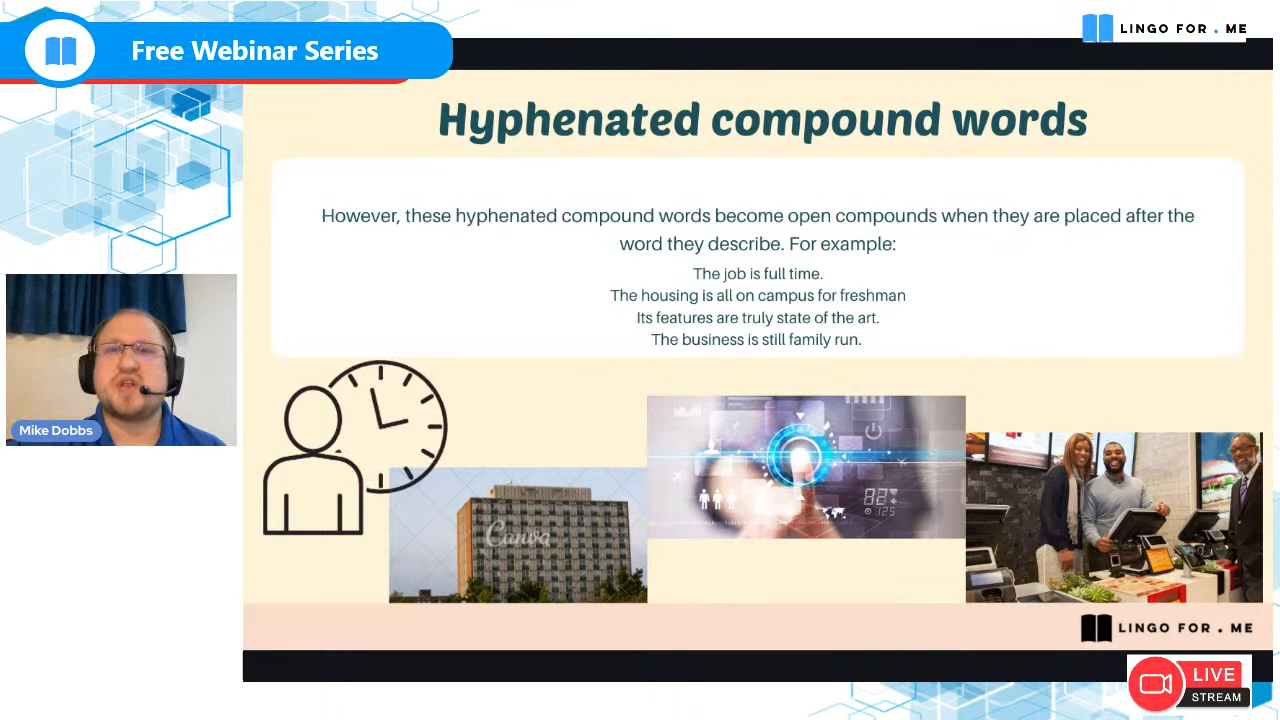 Free Webinar Series
LINGO FOR . ME
Hyphenated compound words
However, these hyphenated compound words become open compounds when they are placed after the
word they describe. For example:
The job is full time.
The housing is all on campus for freshman
Its features are truly state of the art.
The business is still family run.
Mike Dobbs
Canva
82
125
LINGO FOR . ME
LIVE
STREAM